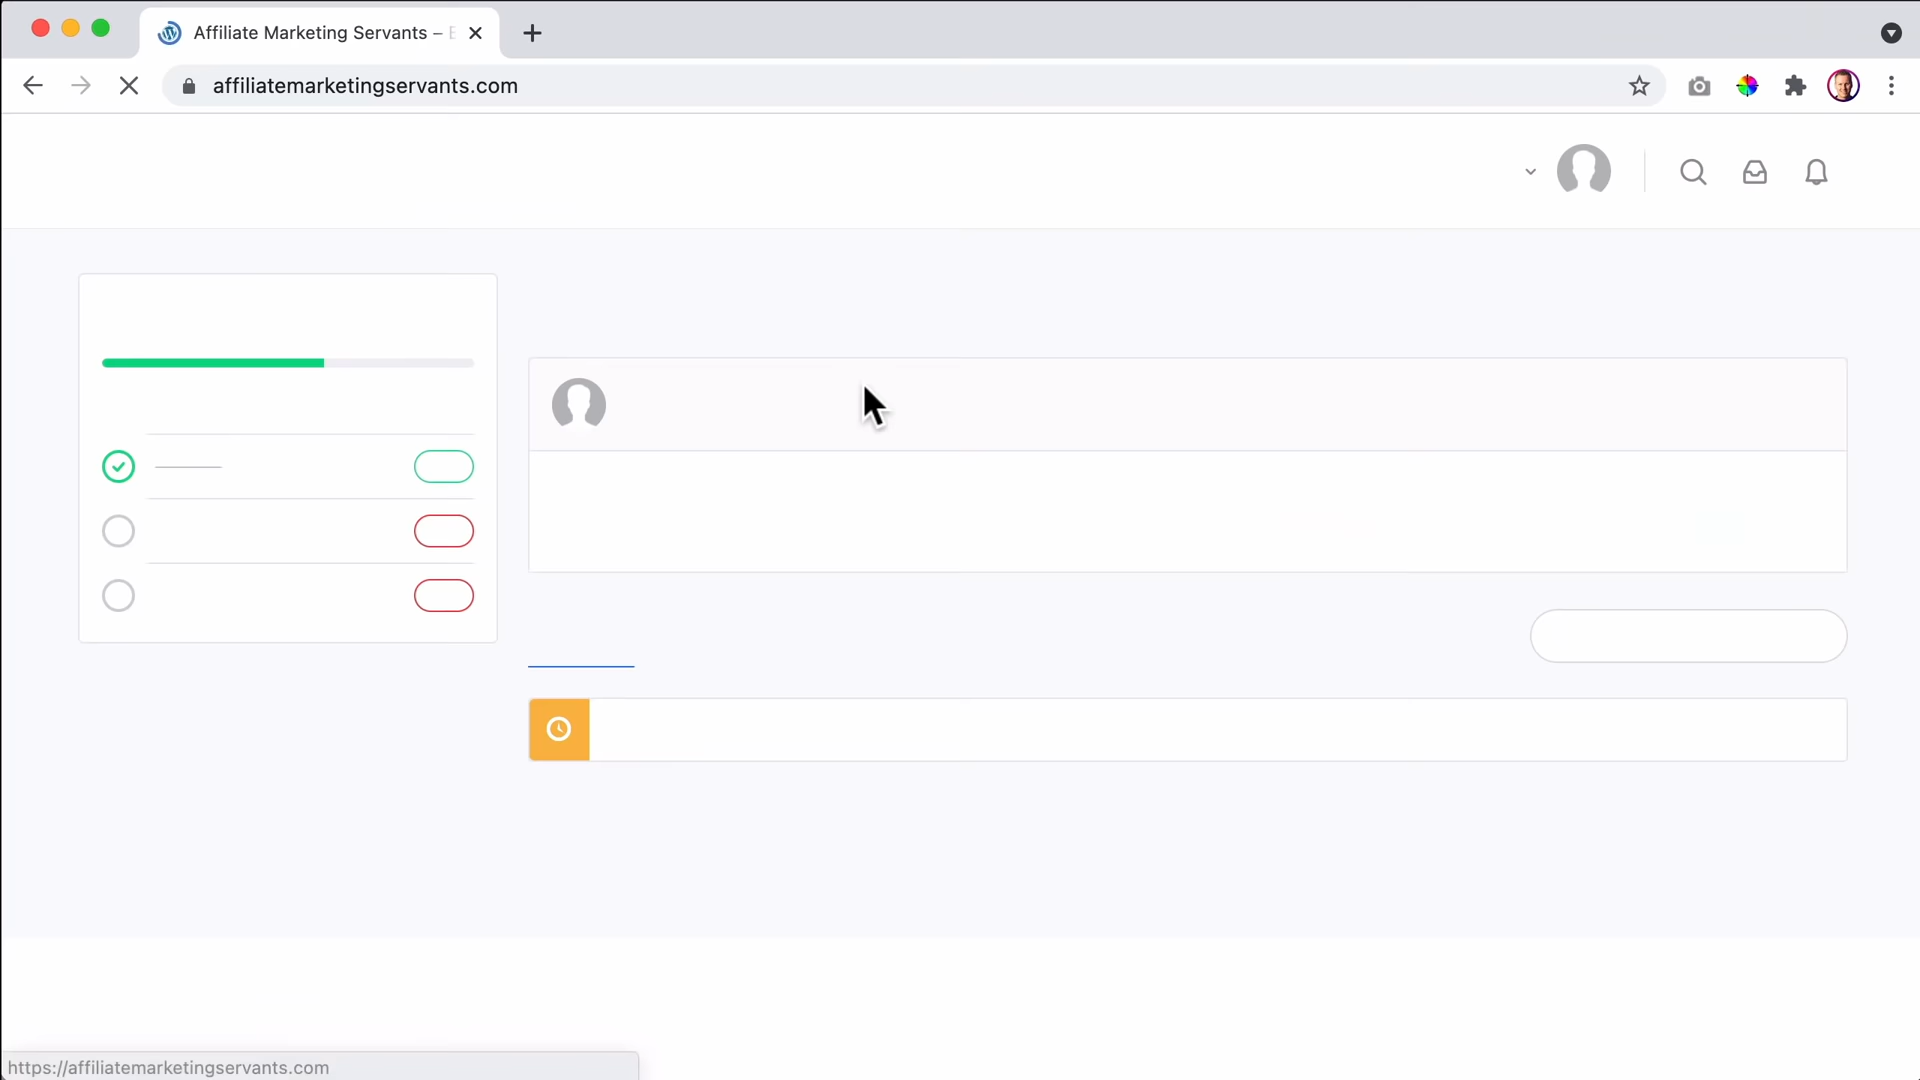 Affiliate Marketing Servants –
affiliatemarketingservants.com
https://affiliatemarketingservants.com